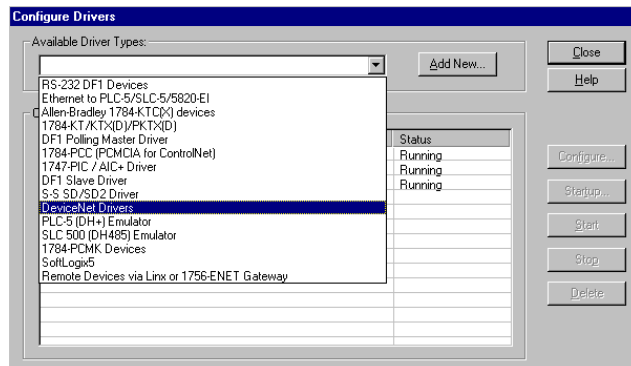 Configure Drivers
Available Driver Types:
Add New...
Close
Help
RS-232 DF1 Devices
Ethernet to PLC-5/SLC-5/5820-EI
Allen-Bradley 1784-KTC(X) devices
1784-KT/KTX(D)/PKTX(D)
DF1 Polling Master Driver
1784-PCC (PCMCIA for ControlNet)
1747-PIC / AIC+ Driver
DF1 Slave Driver
S-S SD/SD2 Driver
DeviceNet Drivers
PLC-5 (DH+) Emulator
SLC 500 (DH485) Emulator
1784-PCMK Devices
SoftLogix5
Remote Devices via Linx or 1756-ENET Gateway
Status
Running
Running
Running
Configure...
Startup...
Start
Stop
Delete